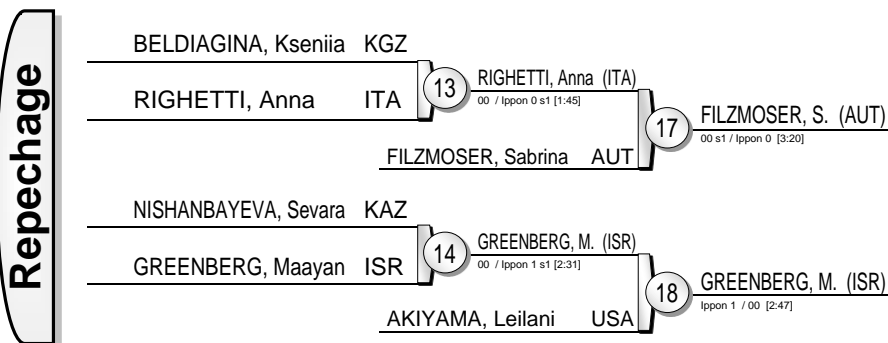 Repechage
BELDIAGINA, Kseniia KGZ
RIGHETTI, Anna ITA
13
RIGHETTI, Anna (ITA)
00 / Ippon 0 s1 [1:45]
FILZMOSER, Sabrina AUT
17
FILZMOSER, S. (AUT)
00 s1 / Ippon 0 [3:20]
NISHANBAYEVA, Sevara KAZ
GREENBERG, Maayan ISR
14
GREENBERG, M. (ISR)
00 / Ippon 1 s1 [2:31]
AKIYAMA, Leilani USA
18
GREENBERG, M. (ISR)
Ippon 1 / 00 [2:47]